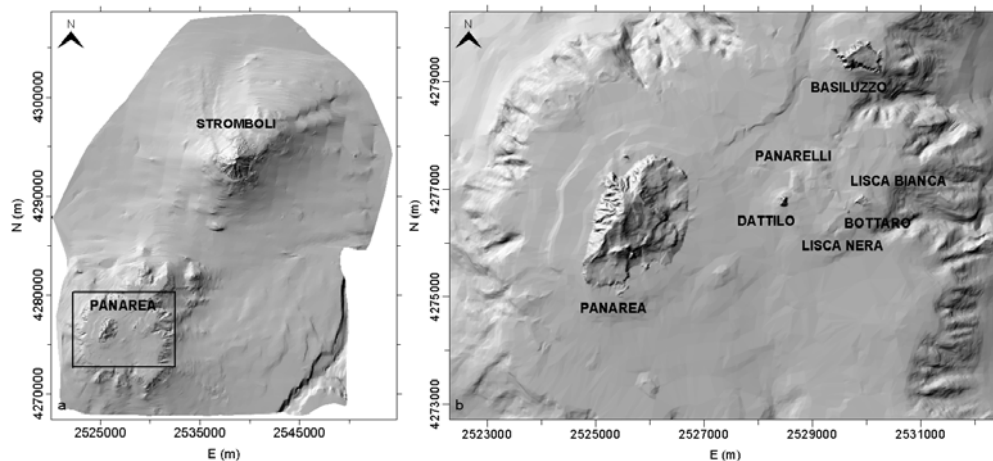 N
STROMBOLI
PANAREA
4300000
4290000
4280000
4270000
N (m)
a
2525000 2535000 2545000
E (m)
N
BASILUZZO
PANARELLI
LISCA BIANCA
DATTILO
BOTTARO
LISCA NERA
PANAREA
4279000
4277000
4275000
4273000
N (m)
b
2523000 2525000 2527000 2529000 2531000
E (m)